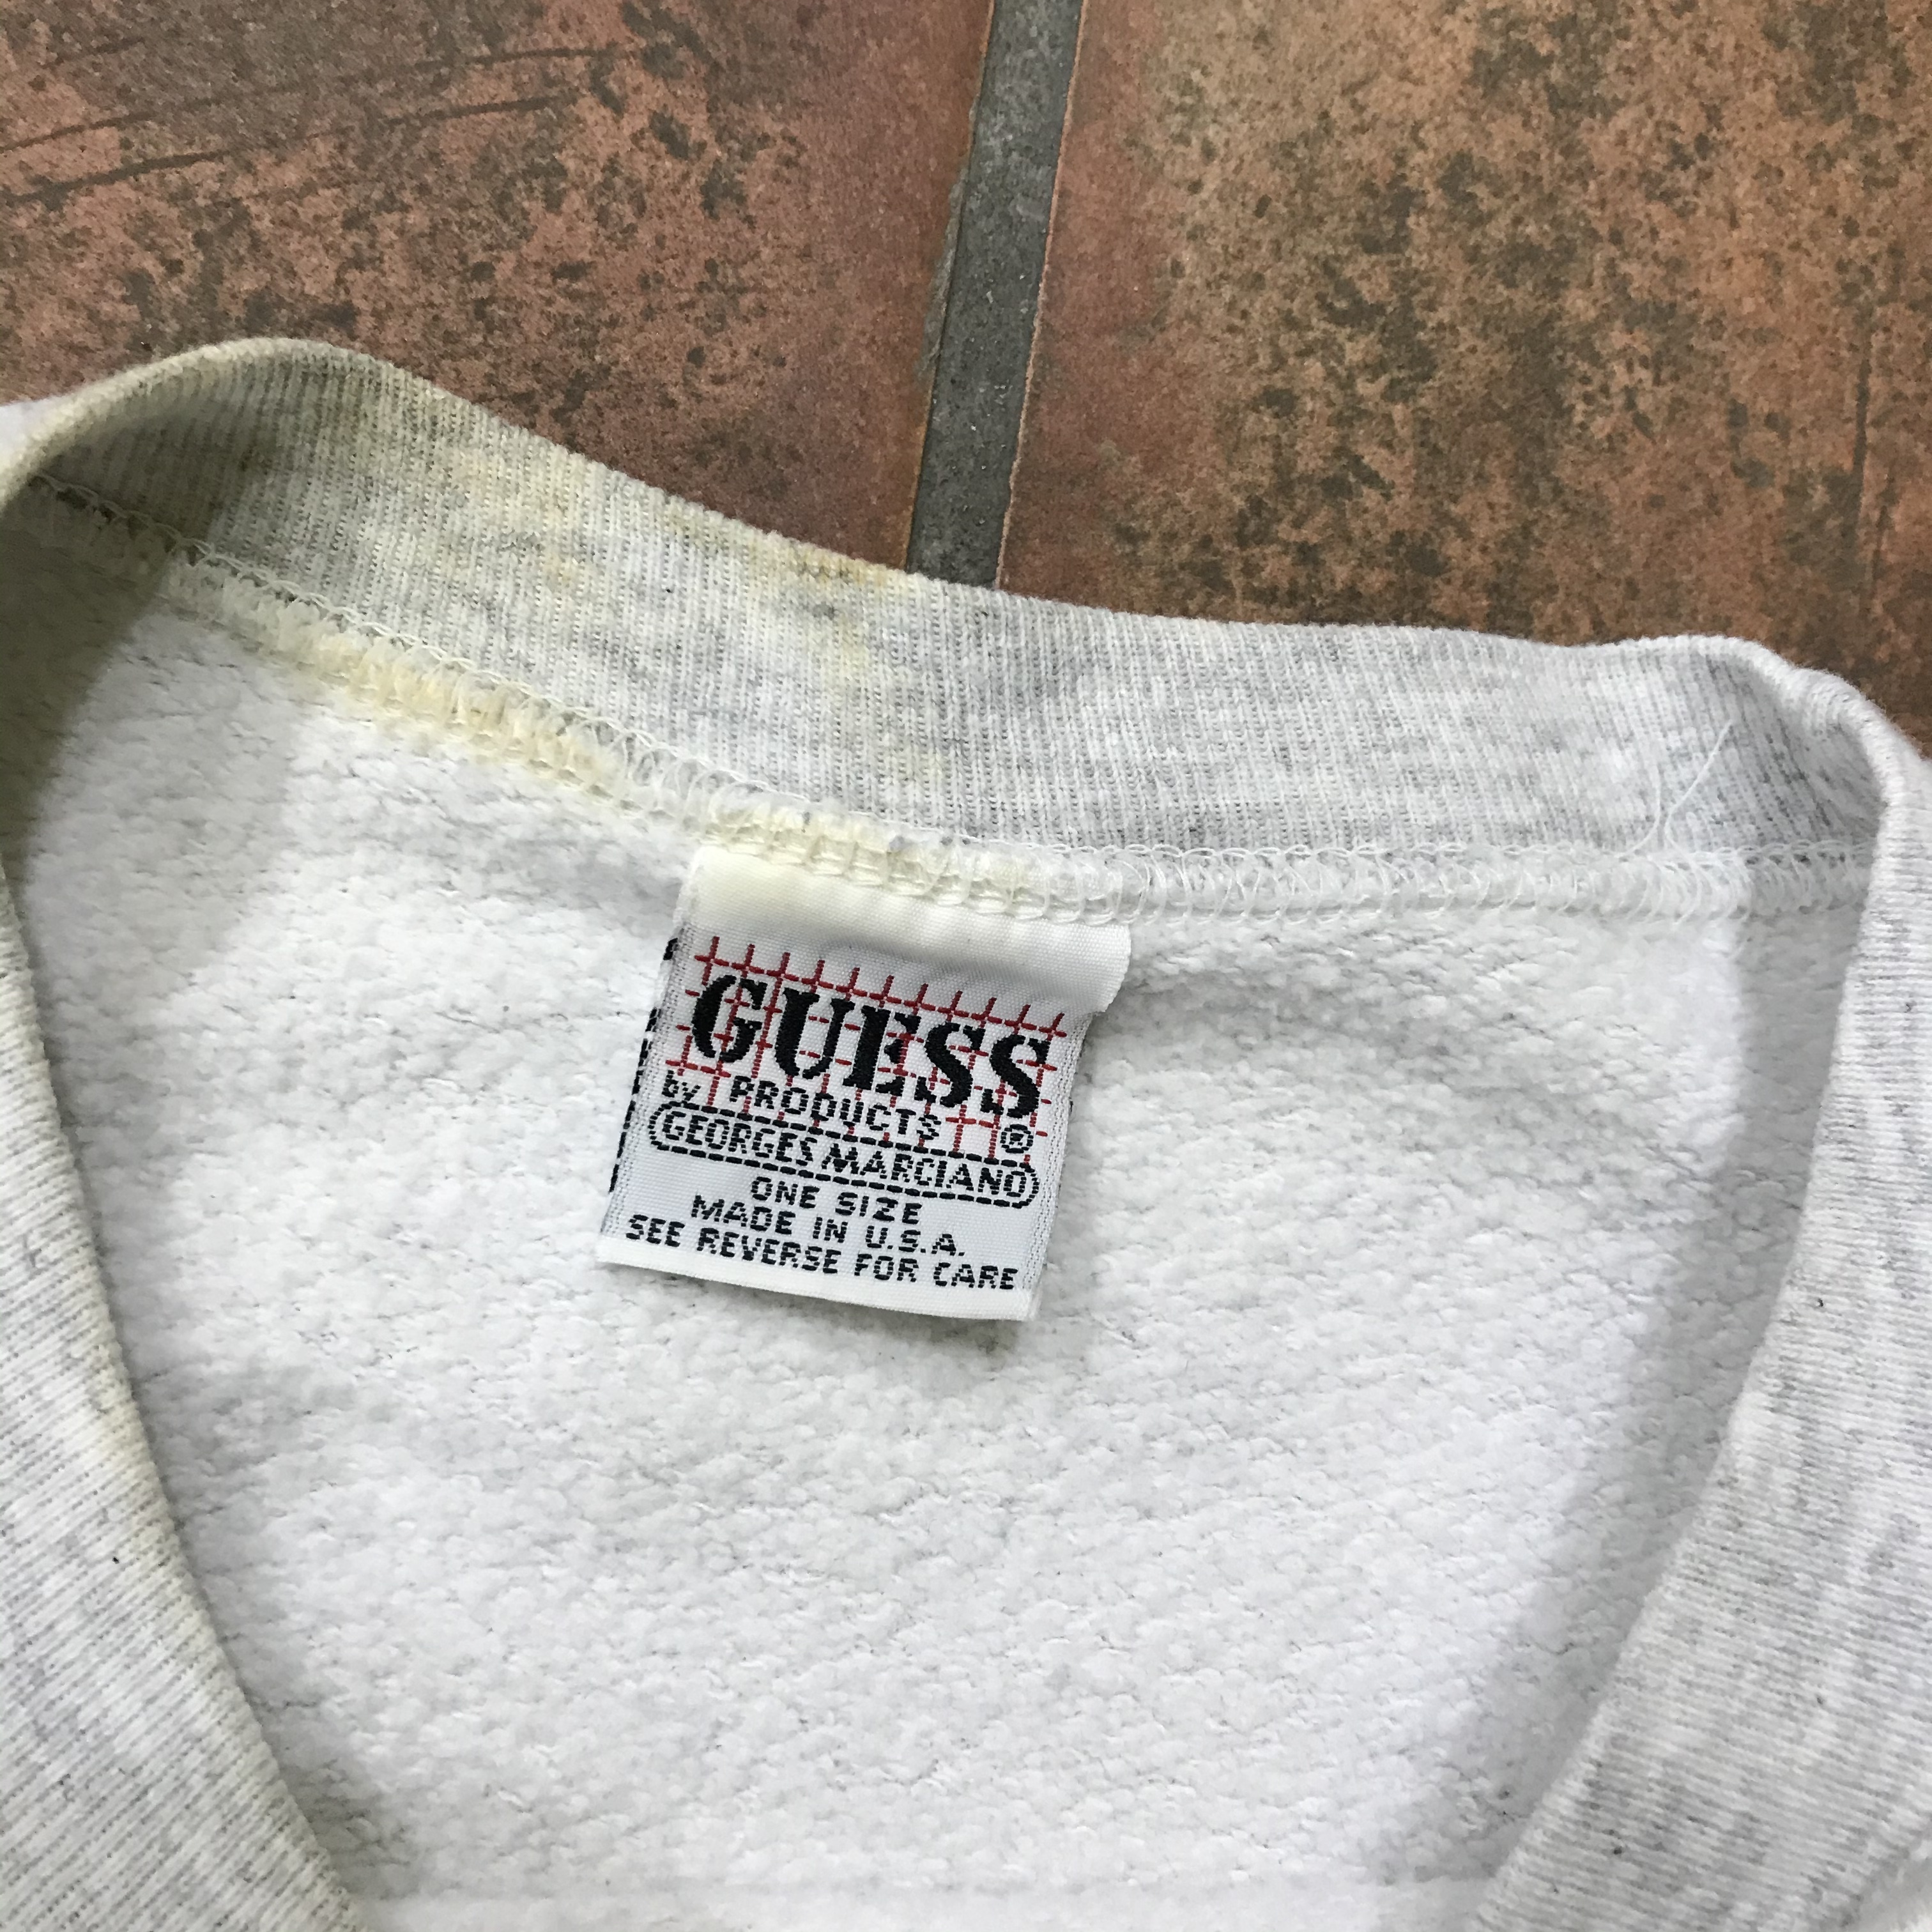 GUESS
by PRODUCTS ®
GEORGES MARCIANO
ONE SIZE
MADE IN U.S.A.
SEE REVERSE FOR CARE